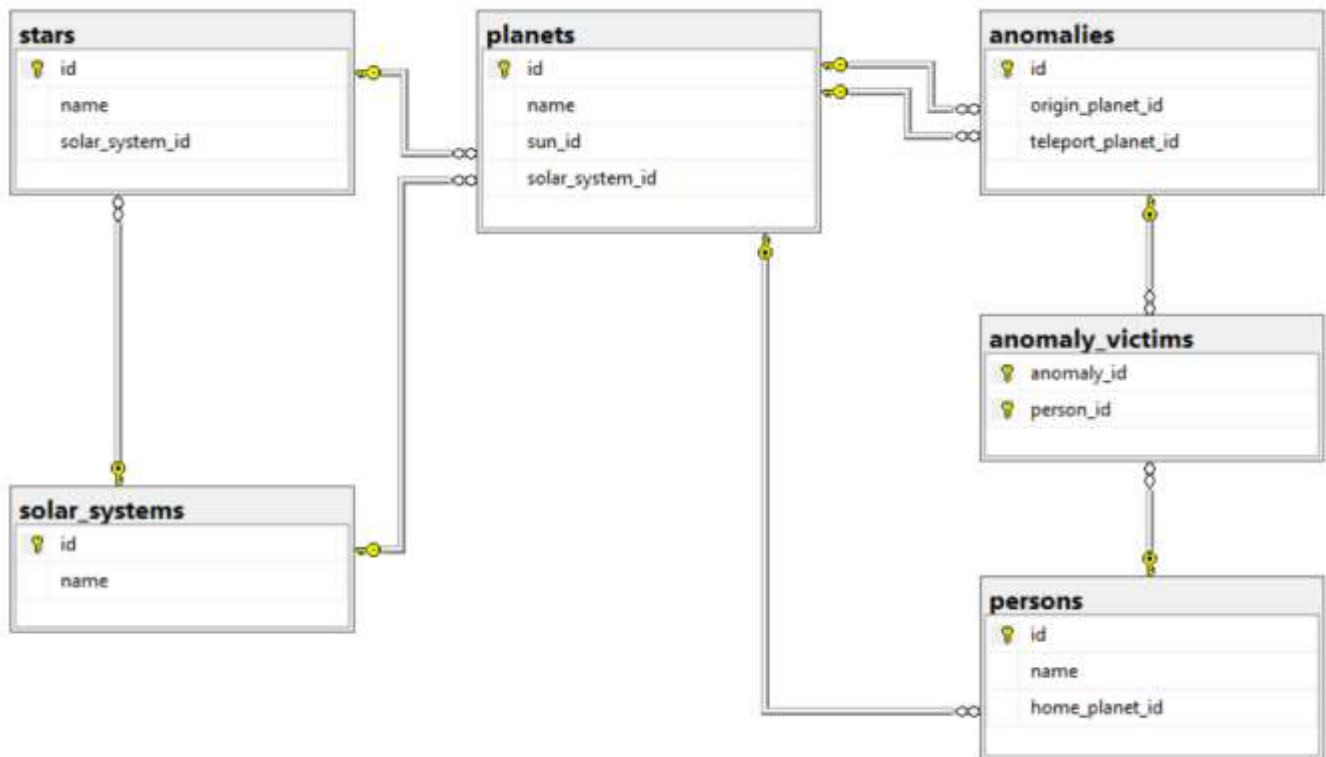 stars
id
name
solar_system_id
planets
id
name
sun_id
solar_system_id
anomalies
id
origin_planet_id
teleport_planet_id
anomaly_victims
anomaly_id
person_id
solar_systems
id
name
persons
id
name
home_planet_id